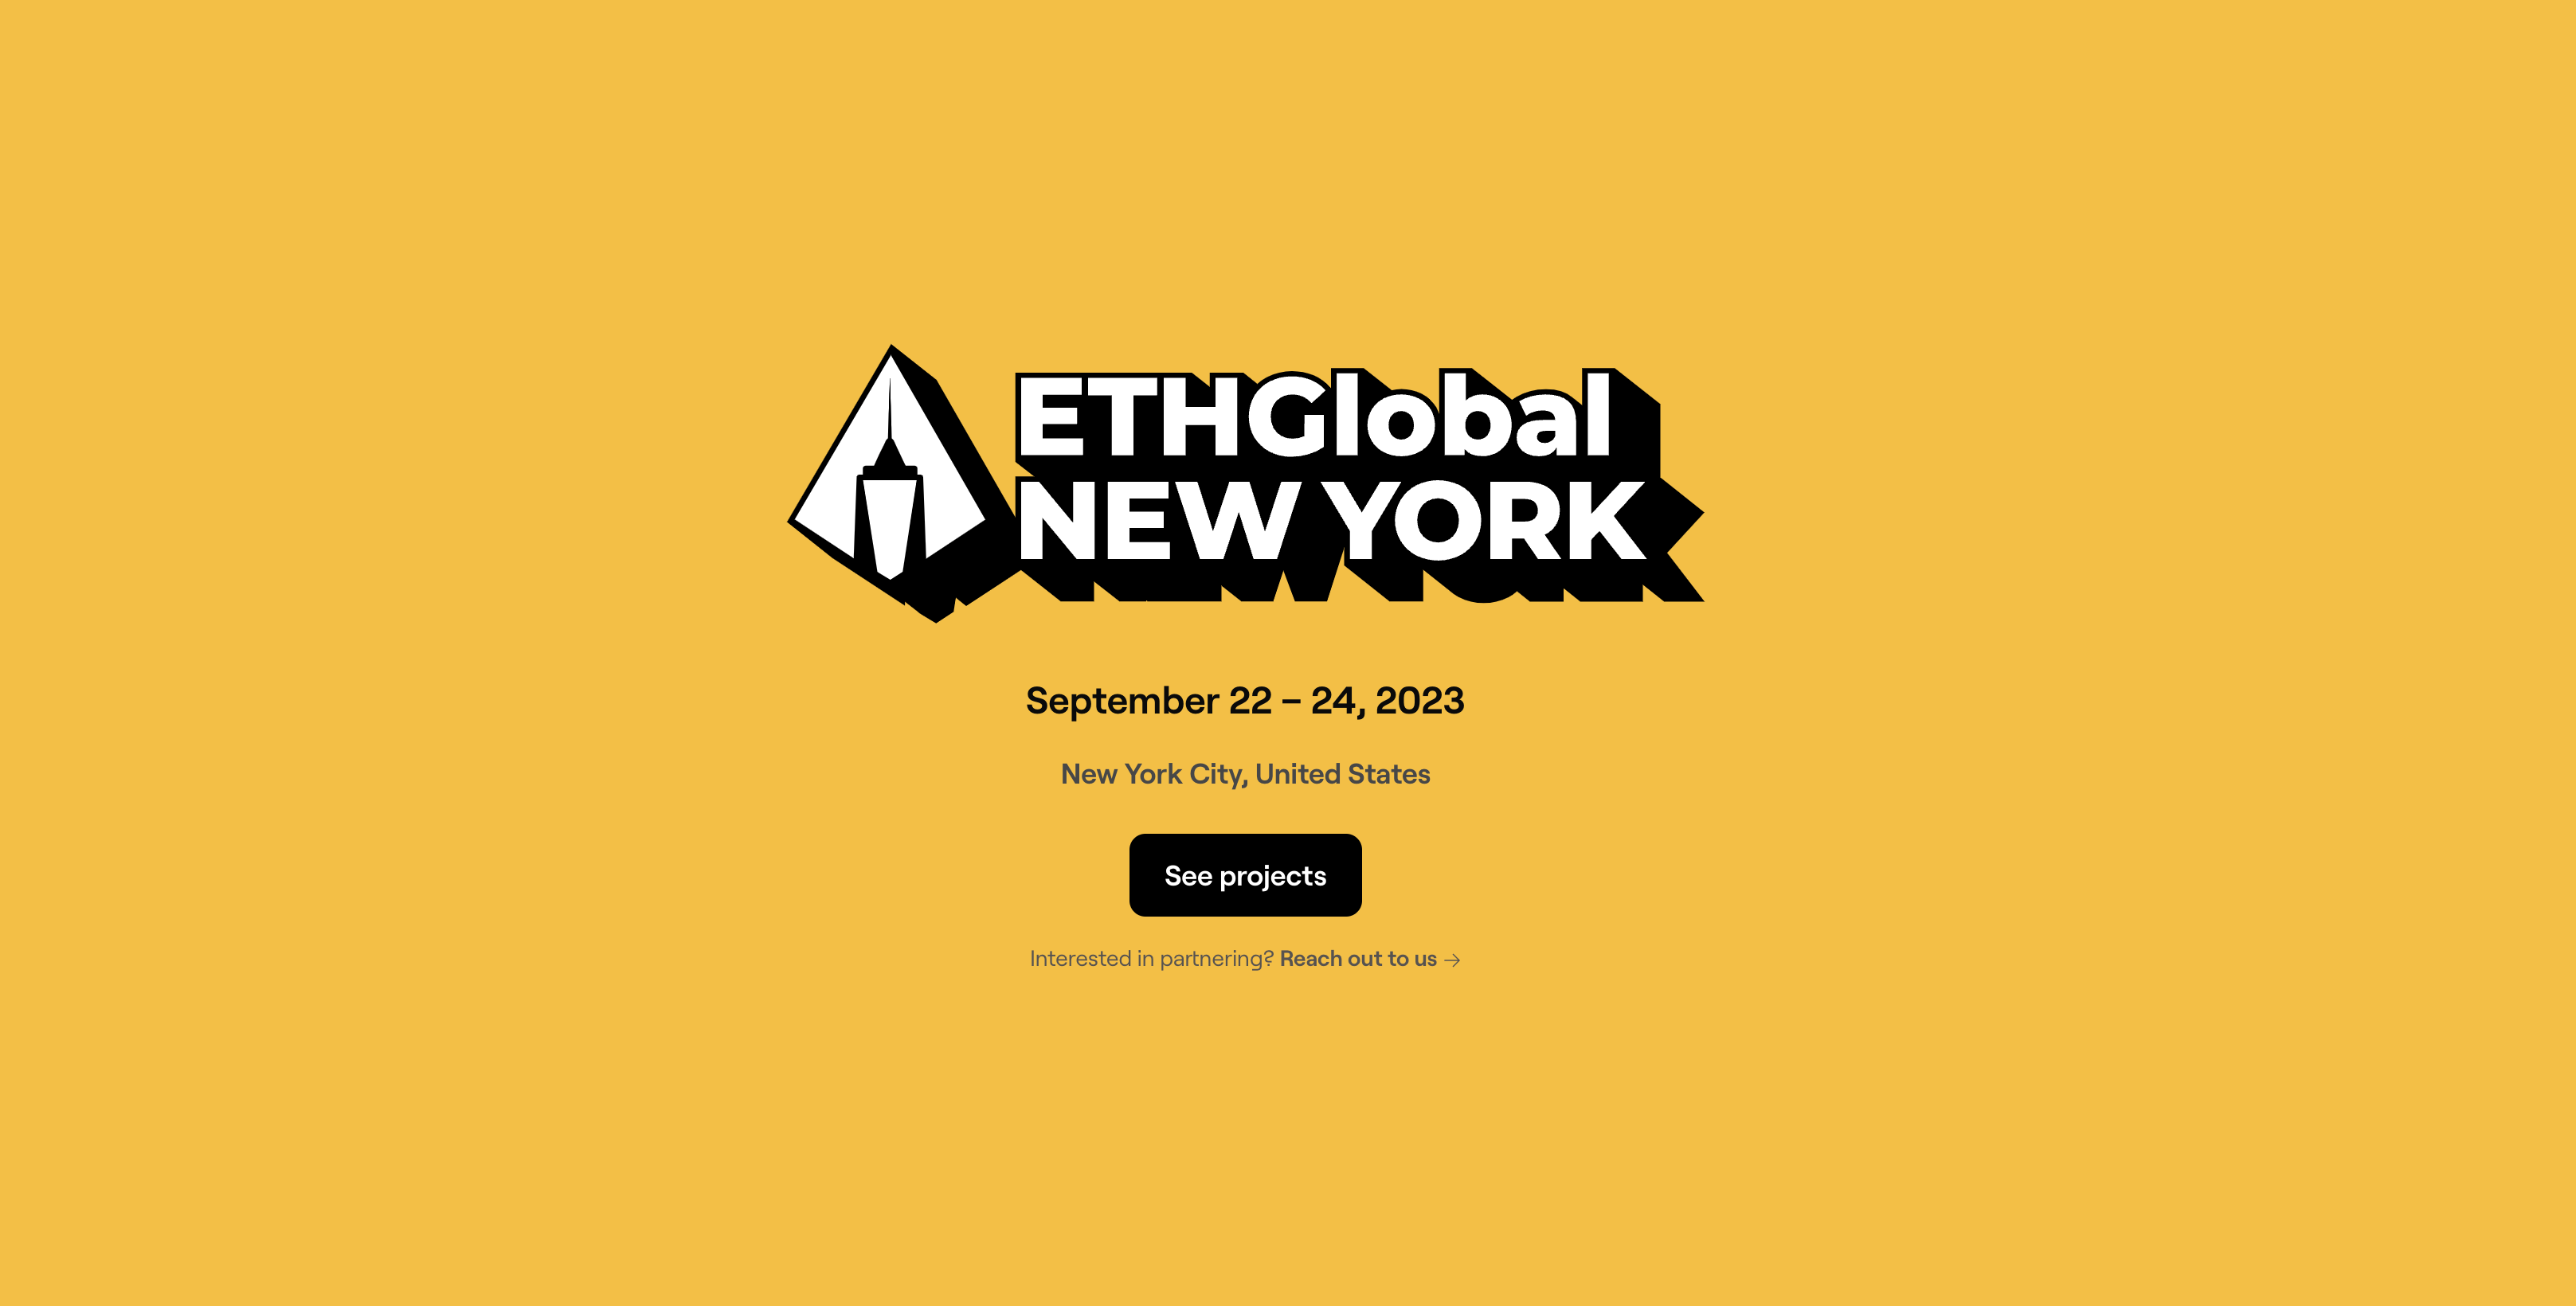 ETHGlobal
NEW YORK
September 22 – 24, 2023
New York City, United States
See projects
Interested in partnering? Reach out to us →